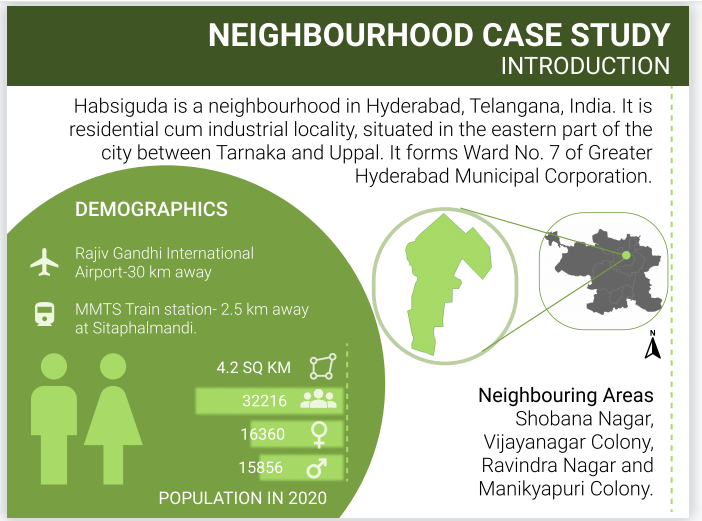 NEIGHBOURHOOD CASE STUDY
INTRODUCTION
Habsiguda is a neighbourhood in Hyderabad, Telangana, India. It is
residential cum industrial locality, situated in the eastern part of the
city between Tarnaka and Uppal. It forms Ward No. 7 of Greater
Hyderabad Municipal Corporation.
DEMOGRAPHICS
Rajiv Gandhi International
Airport-30 km away
MMTS Train station- 2.5 km away
at Sitaphalmandi.
4.2 SQ KM
32216
16360
15856
POPULATION IN 2020
N
Neighbouring Areas
Shobana Nagar,
Vijayanagar Colony,
Ravindra Nagar and
Manikyapuri Colony.